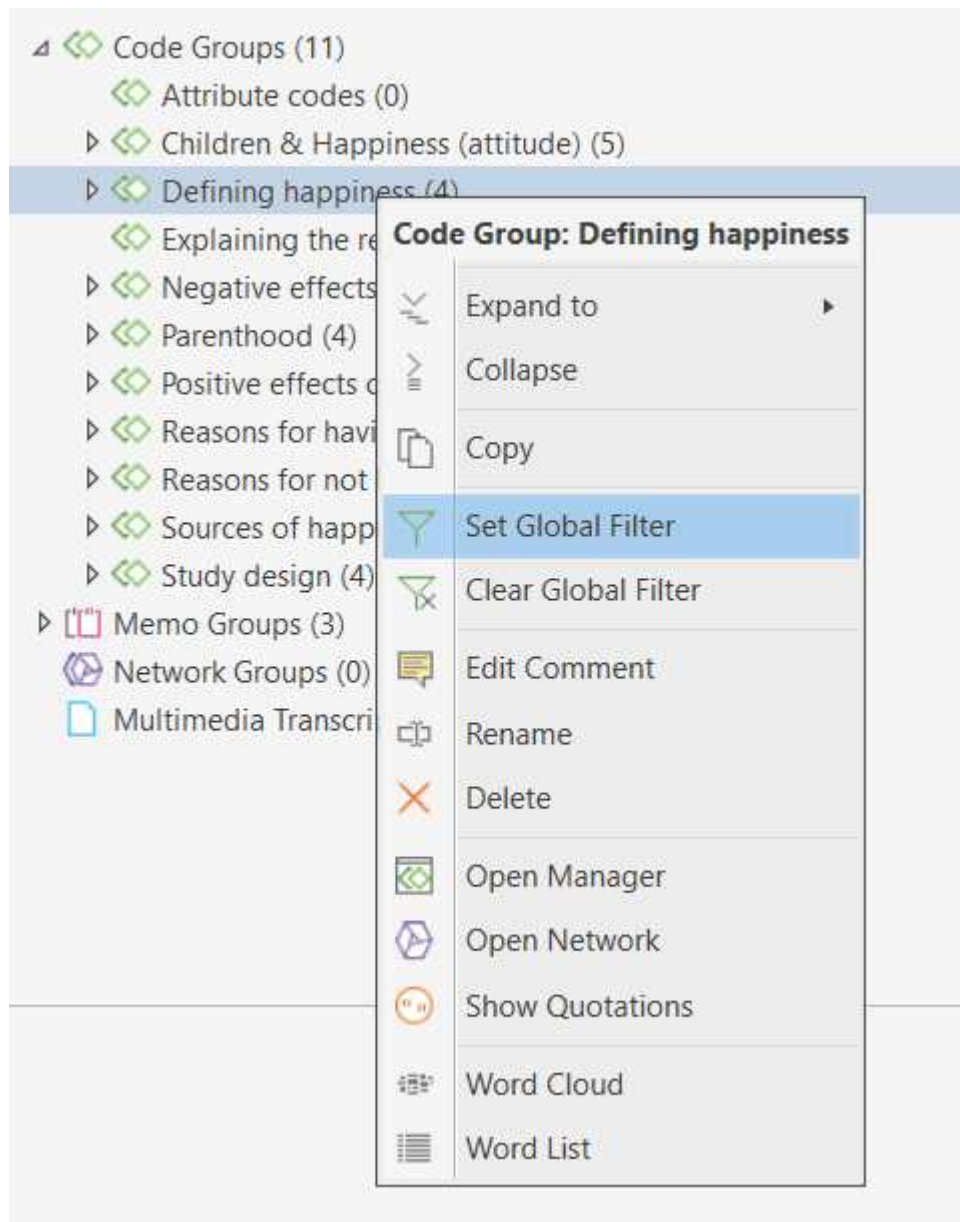 Code Groups (11)
Attribute codes (0)
Children & Happiness (attitude) (5)
Defining happiness (4)
Explaining the re
Negative effects
Parenthood (4)
Positive effects
Reasons for havi
Reasons for not
Sources of happ
Study design (4)
Memo Groups (3)
Network Groups (0)
Multimedia Transcri
Code Group: Defining happiness
Expand to
Collapse
Copy
Set Global Filter
Clear Global Filter
Edit Comment
Rename
Delete
Open Manager
Open Network
Show Quotations
Word Cloud
Word List